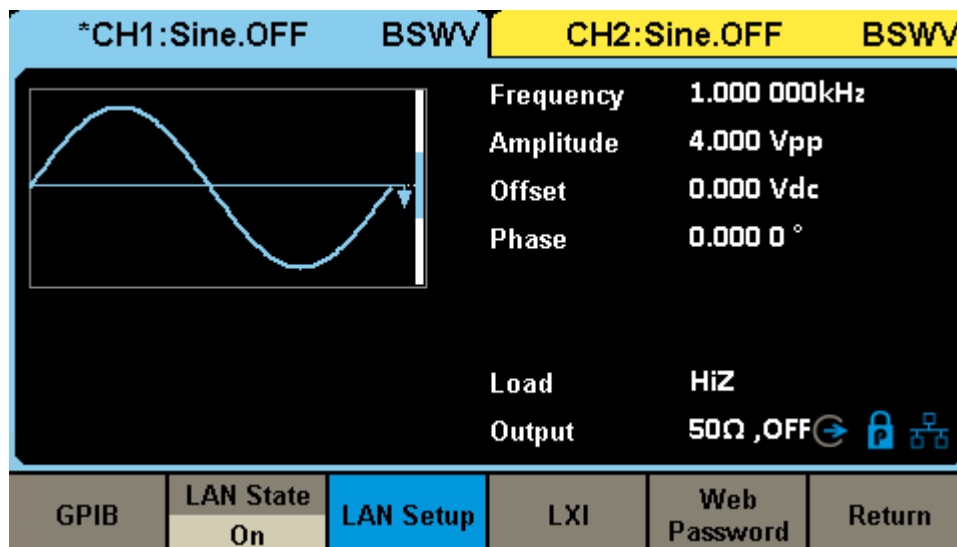 *CH1:Sine.OFF BSWV CH2:Sine.OFF BSWV
Frequency 1.000 000kHz
Amplitude 4.000 Vpp
Offset 0.000 Vdc
Phase 0.000 0 °
Load HiZ
Output 50Ω ,OFF
P
GPIB
LAN State
On
LAN Setup
LXI
Web
Password
Return